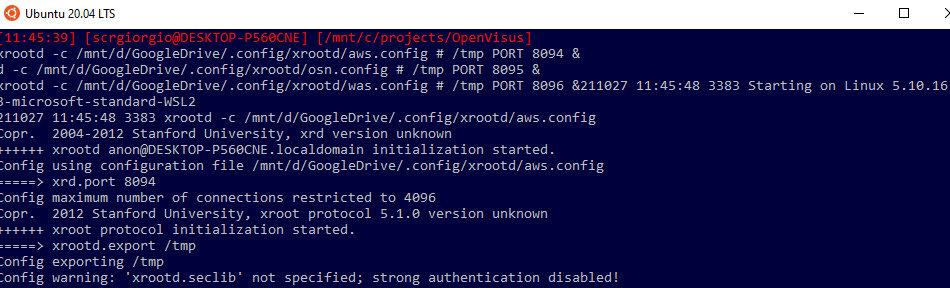 Ubuntu 20.04 LTS
[11:45:39] [scrgiorgio@DESKTOP-P560CNE] [/mnt/c/projects/OpenVisus]
xrootd -c /mnt/d/GoogleDrive/.config/xrootd/aws.config # /tmp PORT 8094 &
d -c /mnt/d/GoogleDrive/.config/xrootd/osn.config # /tmp PORT 8095 &
xrootd -c /mnt/d/GoogleDrive/.config/xrootd/was.config # /tmp PORT 8096 &211027 11:45:48 3383 Starting on Linux 5.10.16
3-microsoft-standard-WSL2
211027 11:45:48 3383 xrootd -c /mnt/d/GoogleDrive/.config/xrootd/aws.config
Copr.  2004-2012 Stanford University, xrd version unknown
++++++ xrootd anon@DESKTOP-P560CNE.localdomain initialization started.
Config using configuration file /mnt/d/GoogleDrive/.config/xrootd/aws.config
=====> xrd.port 8094
Config maximum number of connections restricted to 4096
Copr.  2012 Stanford University, xroot protocol 5.1.0 version unknown
++++++ xroot protocol initialization started.
=====> xrootd.export /tmp
Config exporting /tmp
Config warning: 'xrootd.seclib' not specified; strong authentication disabled!